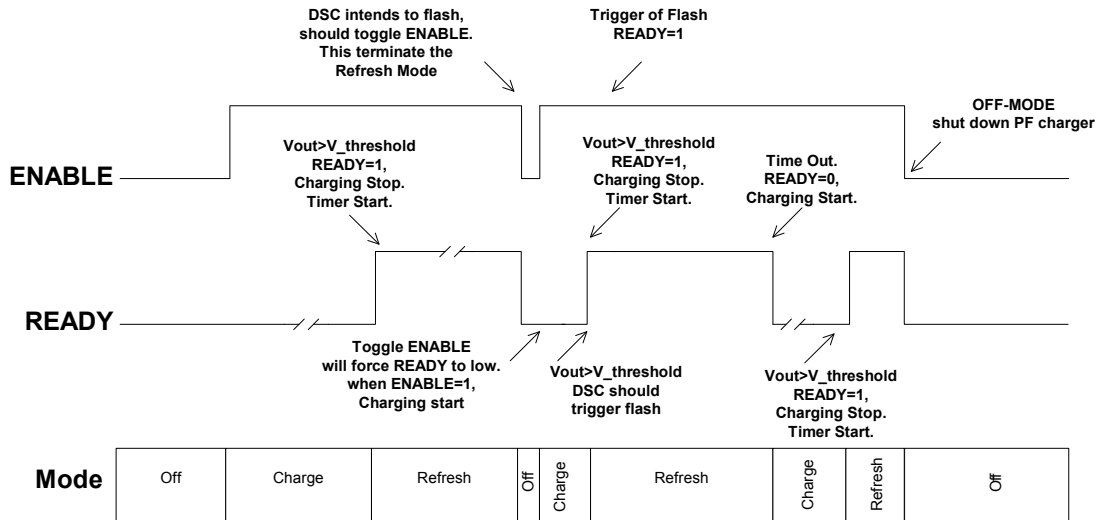 DSC intends to flash,
should toggle ENABLE.
This terminate the
Refresh Mode
Trigger of Flash
READY=1
OFF-MODE
shut down PF charger
ENABLE
Vout>V_threshold
READY=1,
Charging Stop.
Timer Start.
Vout>V_threshold
READY=1,
Charging Stop.
Timer Start.
Time Out.
READY=0,
Charging Start.
READY
Toggle ENABLE
will force READY to low.
when ENABLE=1,
Charging start
Vout>V_threshold
DSC should
trigger flash
Vout>V_threshold
READY=1,
Charging Stop.
Timer Start.
Mode
Off
Charge
Refresh
Off
Charge
Refresh
Charge
Refresh
Off